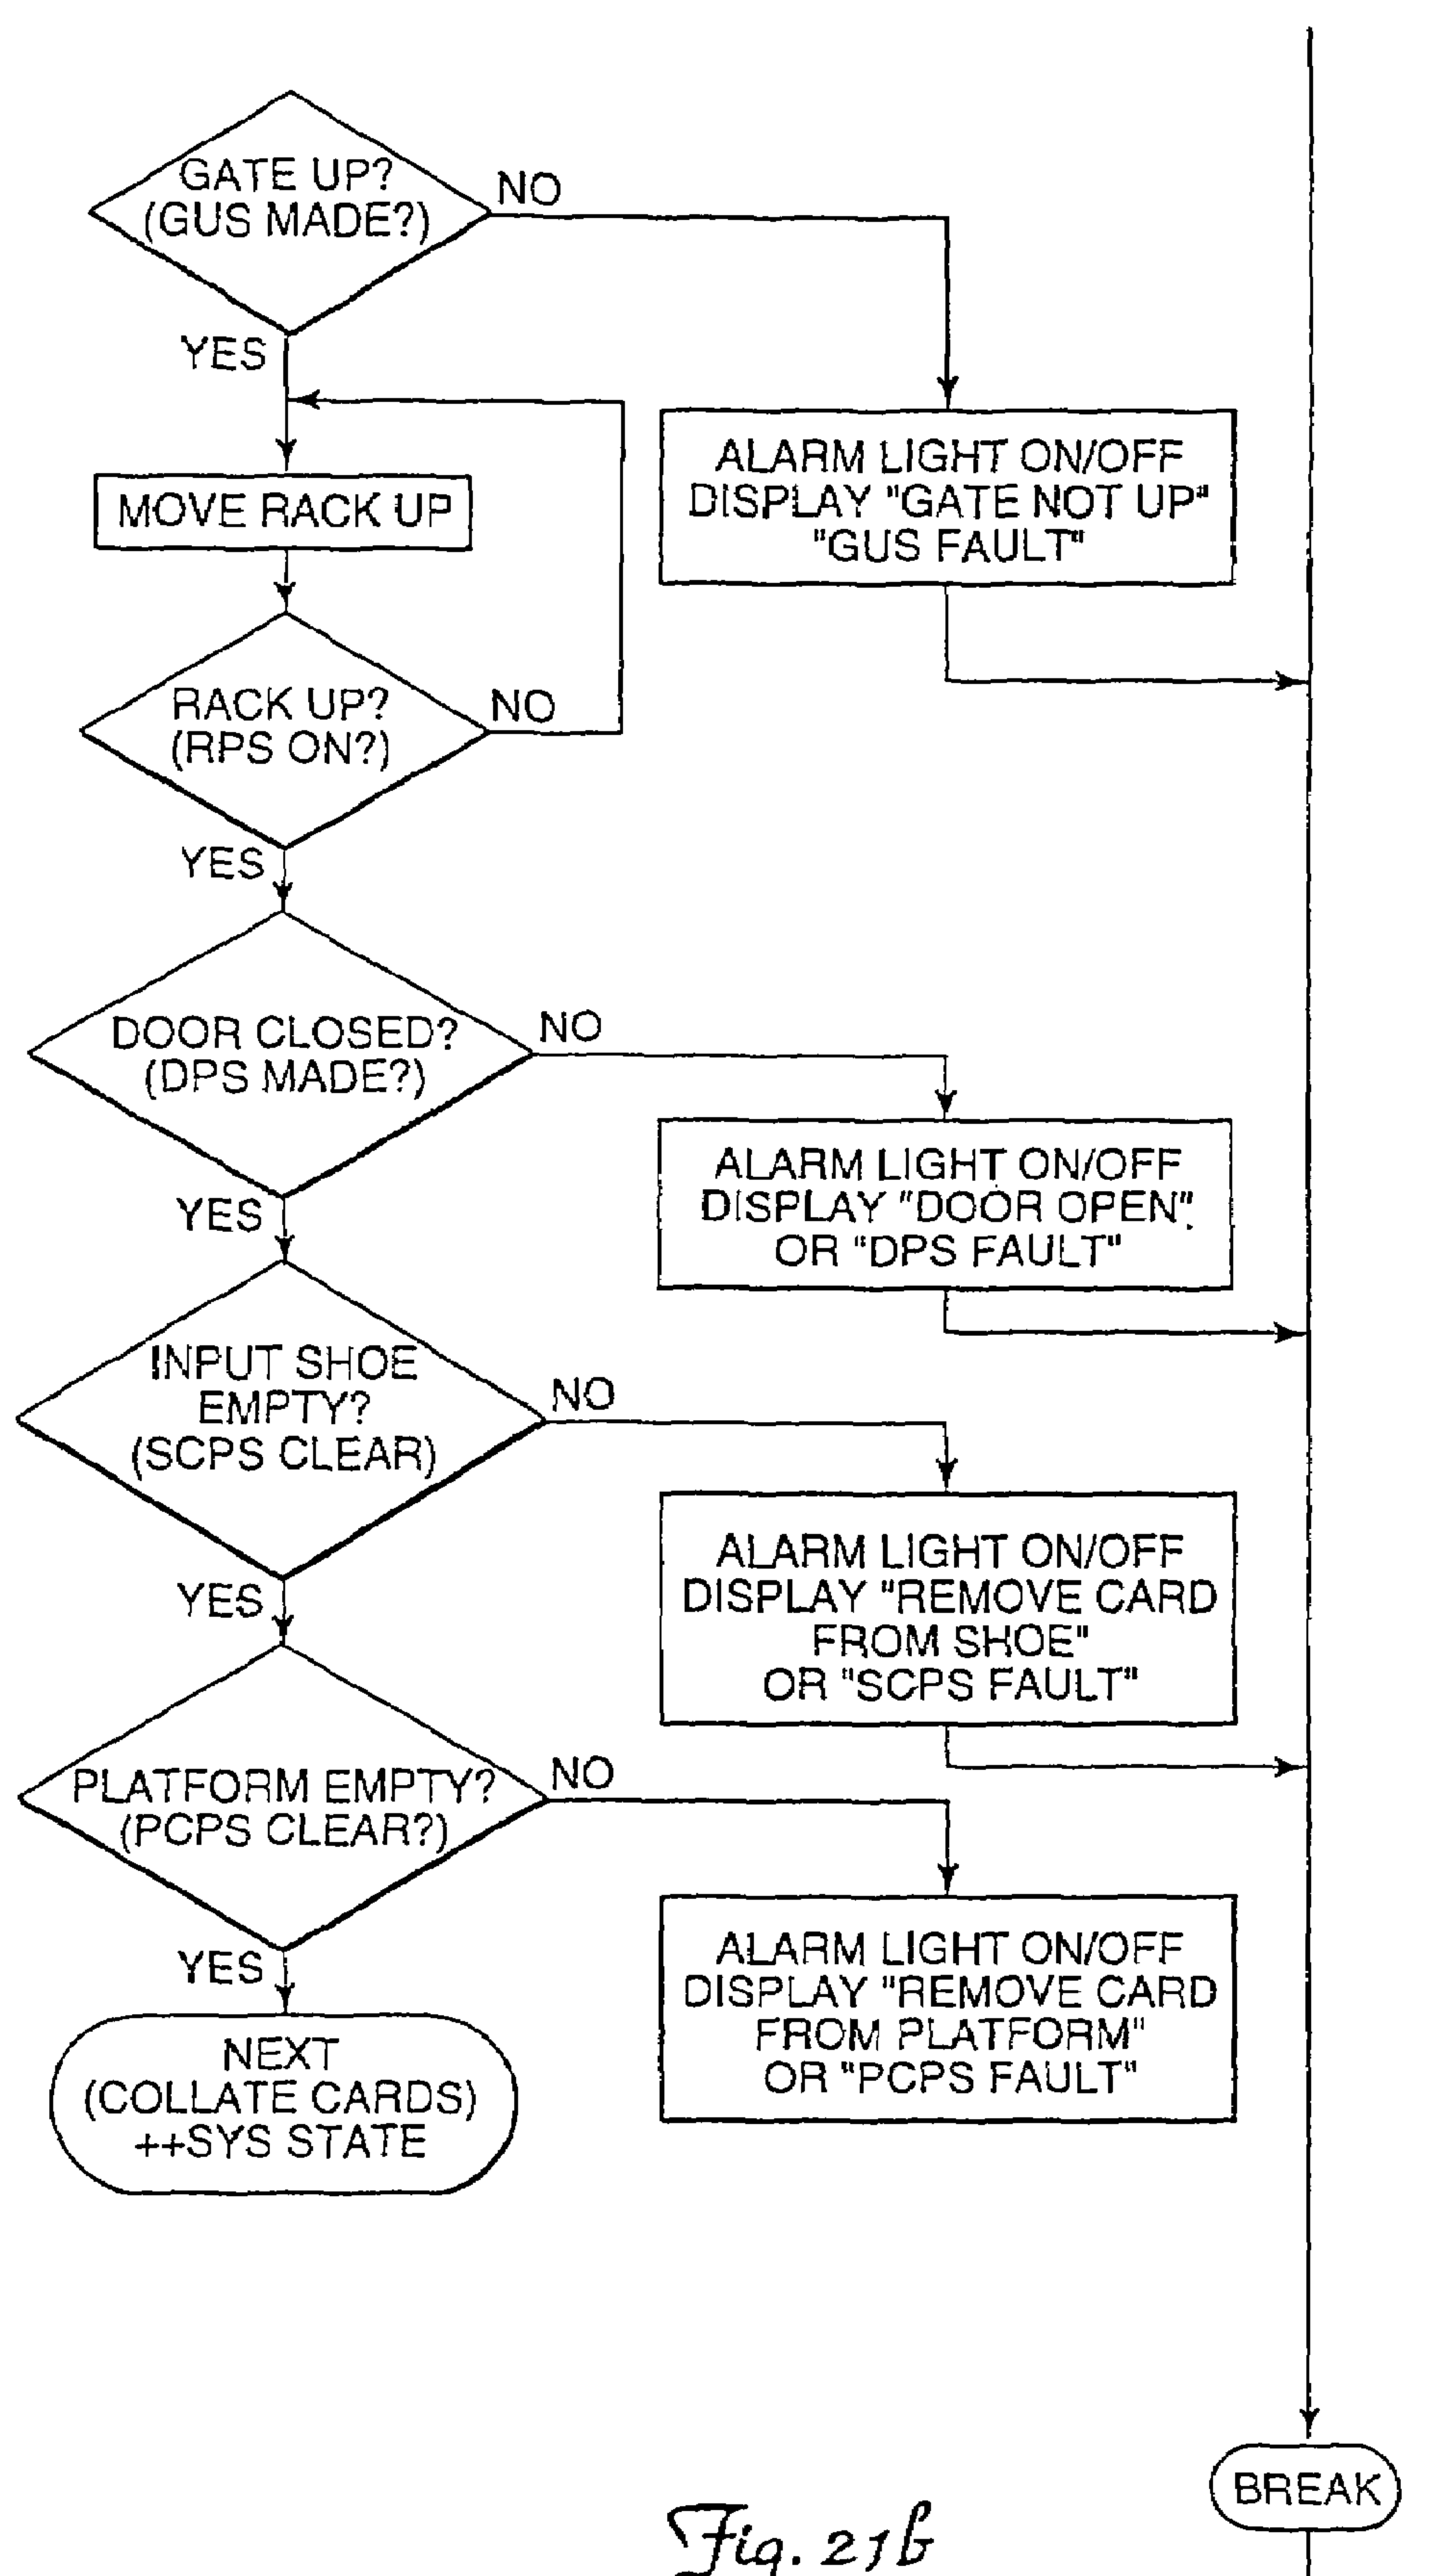 GATE UP?
(GUS MADE?)
NO
YES
ALARM LIGHT ON/OFF
DISPLAY "GATE NOT UP"
"GUS FAULT"
MOVE RACK UP
RACK UP?
(RPS ON?)
NO
YES
DOOR CLOSED?
(DPS MADE?)
NO
YES
ALARM LIGHT ON/OFF
DISPLAY "DOOR OPEN"
OR "DPS FAULT"
INPUT SHOE
EMPTY?
(SCPS CLEAR)
NO
YES
ALARM LIGHT ON/OFF
DISPLAY "REMOVE CARD
FROM SHOE"
OR "SCPS FAULT"
PLATFORM EMPTY?
(PCPS CLEAR?)
NO
YES
ALARM LIGHT ON/OFF
DISPLAY "REMOVE CARD
FROM PLATFORM"
OR "PCPS FAULT"
NEXT
(COLLATE CARDS)
++SYS STATE
BREAK
Fig. 21b